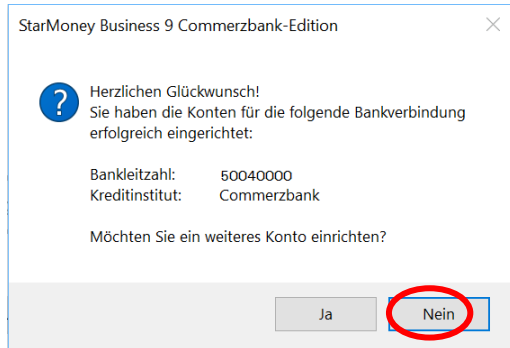 StarMoney Business 9 Commerzbank-Edition
?
Herzlichen Glückwunsch!
Sie haben die Konten für die folgende Bankverbindung
erfolgreich eingerichtet:
Bankleitzahl: 50040000
Kreditinstitut: Commerzbank
Möchten Sie ein weiteres Konto einrichten?
Ja Nein